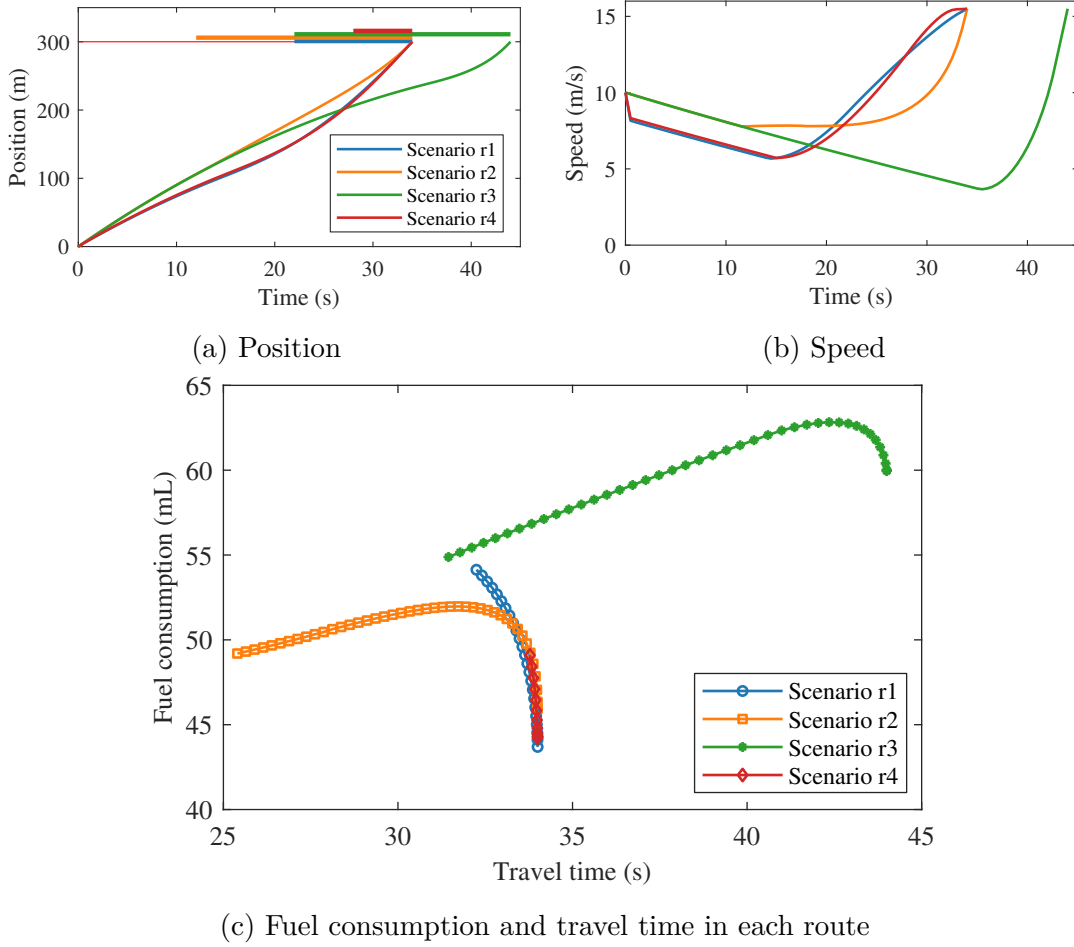 300
200
100
0
Position (m)
Scenario r1
Scenario r2
Scenario r3
Scenario r4
0 10 20 30 40
Time (s)
(a) Position
15
10
5
0
Speed (m/s)
0 10 20 30 40
Time (s)
(b) Speed
65
60
55
50
45
40
Fuel consumption (mL)
Scenario r1
Scenario r2
Scenario r3
Scenario r4
25 30 35 40 45
Travel time (s)
(c) Fuel consumption and travel time in each route